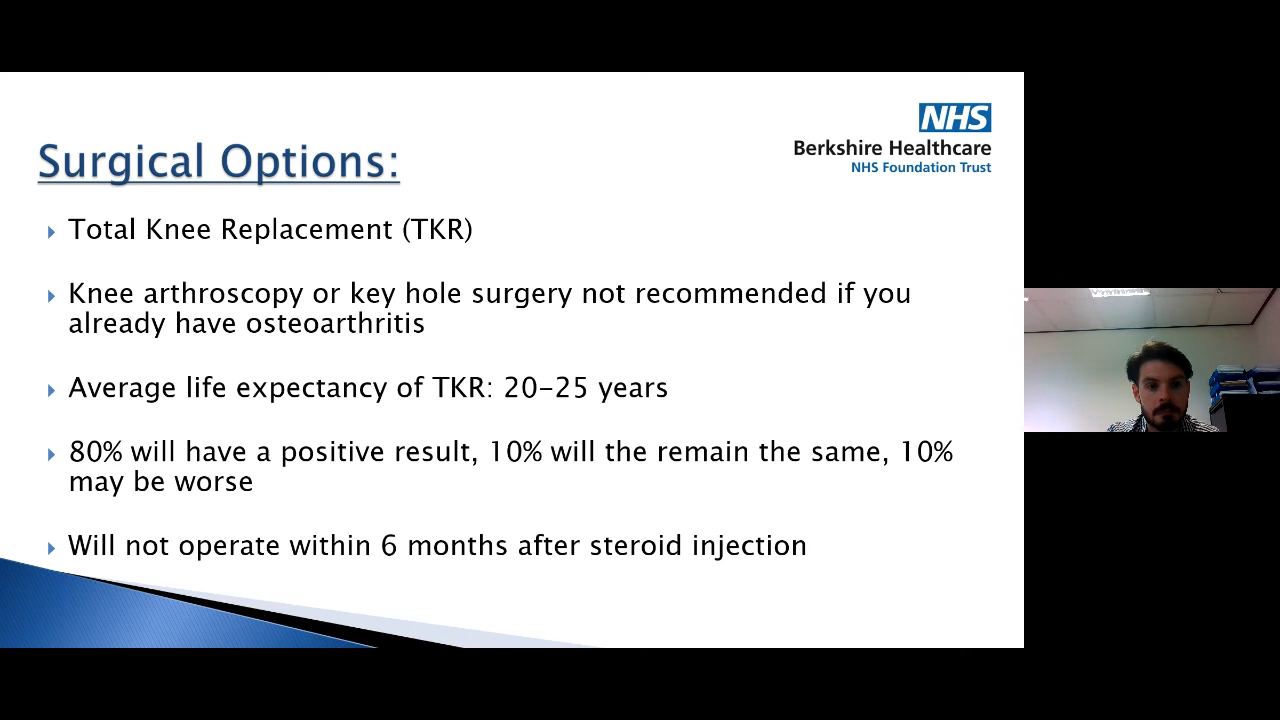 NHS
Berkshire Healthcare
NHS Foundation Trust
Surgical Options:
Total Knee Replacement (TKR)
Knee arthroscopy or key hole surgery not recommended if you
already have osteoarthritis
Average life expectancy of TKR: 20-25 years
80% will have a positive result, 10% will the remain the same, 10%
may be worse
Will not operate within 6 months after steroid injection